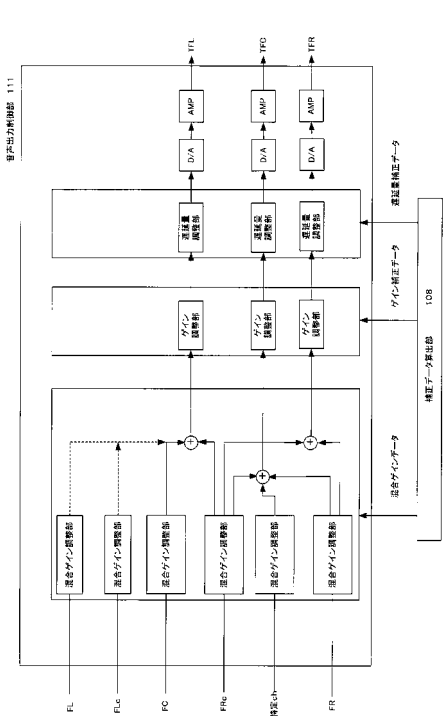 音声出力制御部 111
TFL
TFC
TFR
AMP
AMP
AMP
D/A
D/A
D/A
遅延量
調整部
遅延量
調整部
遅延量
調整部
遅延量補正データ
ゲイン
調整部
ゲイン
調整部
ゲイン
調整部
ゲイン補正データ
補正データ算出部 108
+
+
+
混合ゲインデータ
混合ゲイン調整部
混合ゲイン調整部
混合ゲイン調整部
混合ゲイン調整部
混合ゲイン調整部
混合ゲイン調整部
FL
FLc
FC
FRc
特定ch
FR